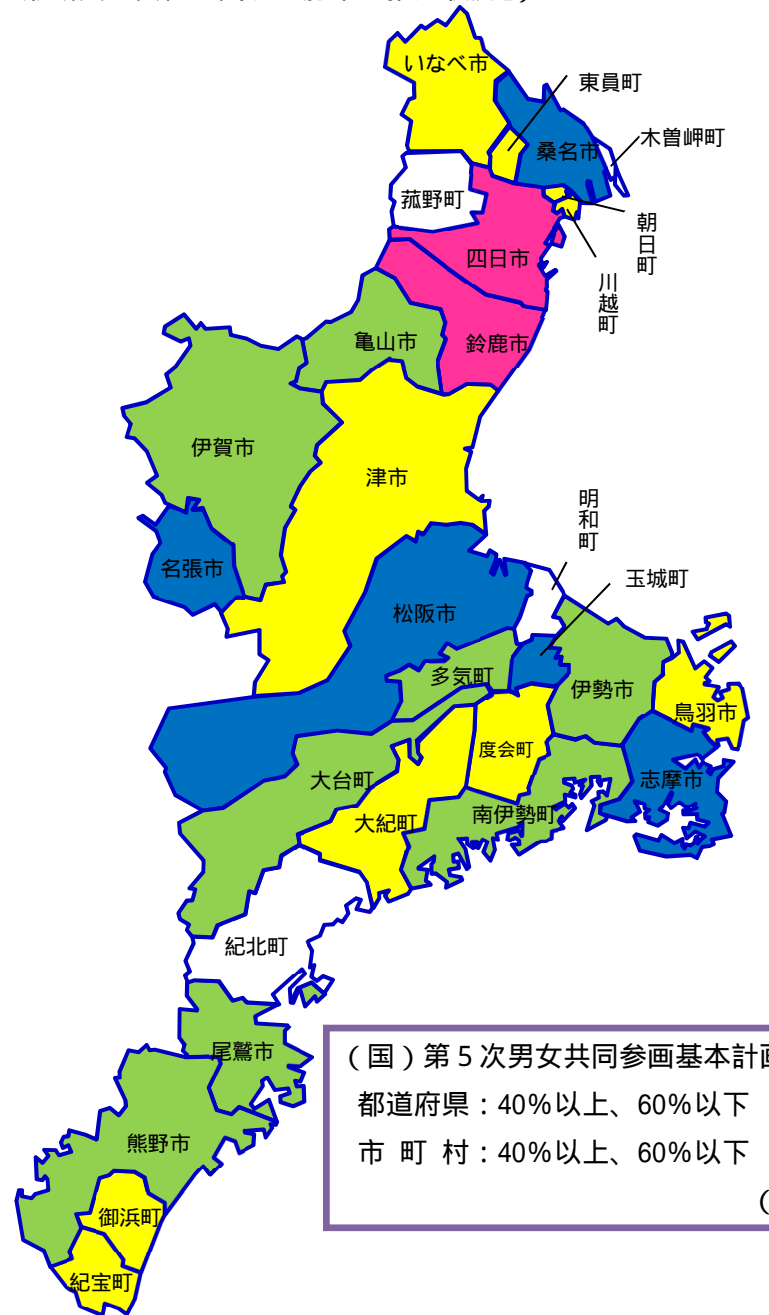 いなべ市
東員町
桑名市
木曽岬町
菰野町
朝日町
四日市
川越町
亀山市
鈴鹿市
伊賀市
津市
明和町
名張市
玉城町
松阪市
多気町
伊勢市
鳥羽市
度会町
大台町
志摩市
大紀町
南伊勢町
紀北町
尾鷲市
(国)第5次男女共同参画基本計画
都道府県:40%以上、60%以下
市町村:40%以上、60%以下
(
熊野市
御浜町
紀宝町